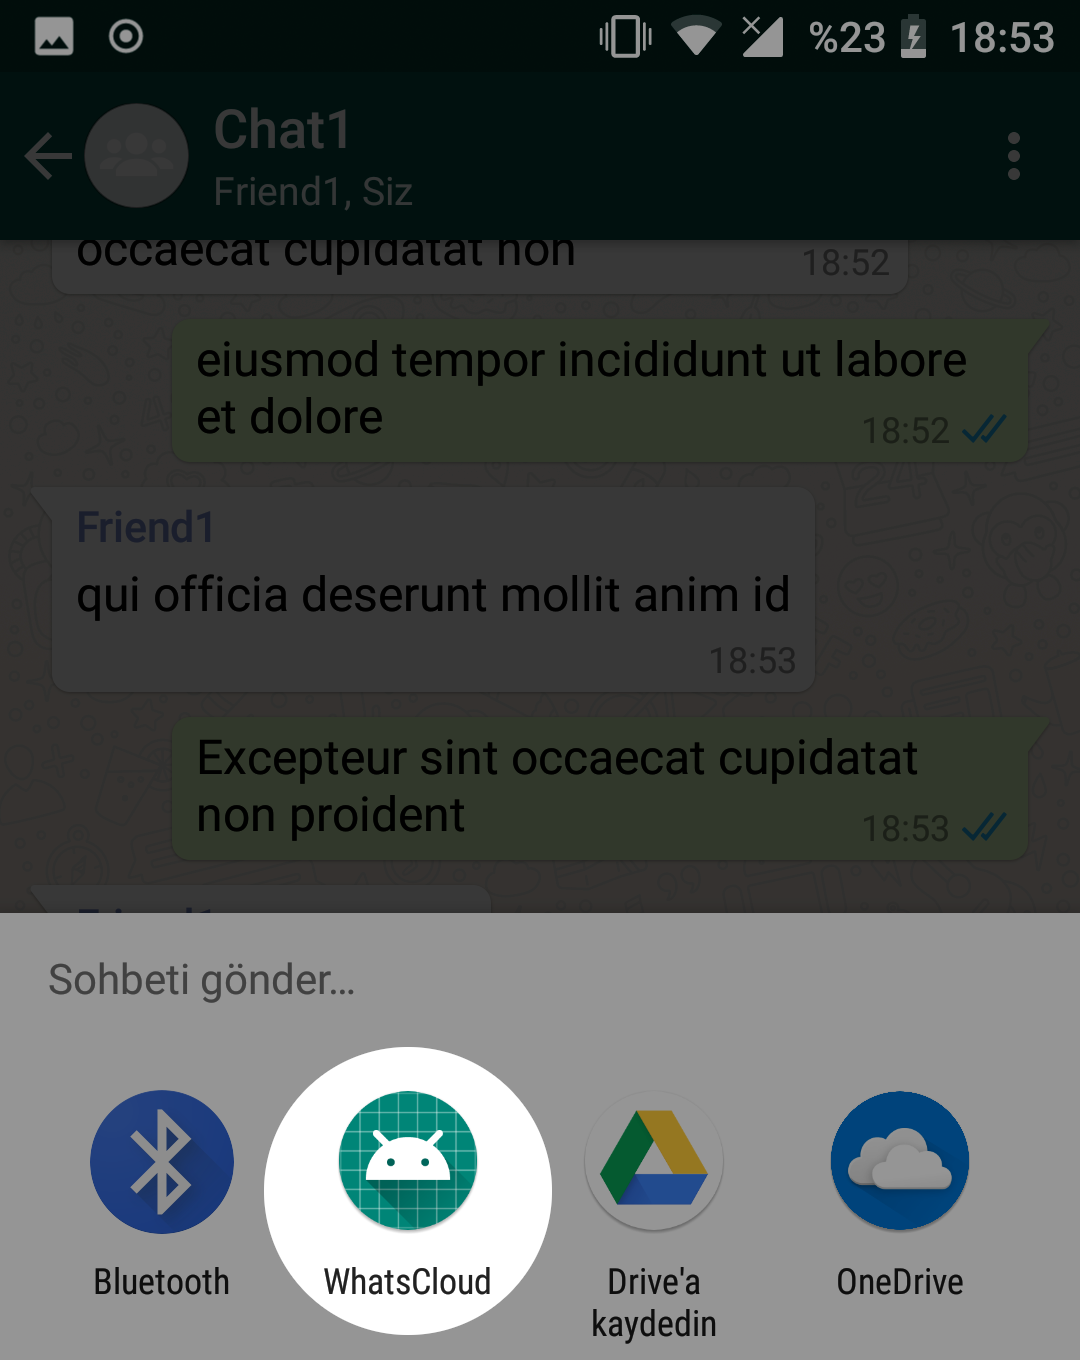 %23 18:53
Chat1
Friend1, Siz
occaecat cupidatat non
18:52
eiusmod tempor incididunt ut labore
et dolore
18:52
Friend1
qui officia deserunt mollit anim id
18:53
Excepteur sint occaecat cupidatat
non proident
18:53
Friend1
Sohbeti gönder...
Bluetooth
WhatsCloud
Drive'a
kaydedin
OneDrive